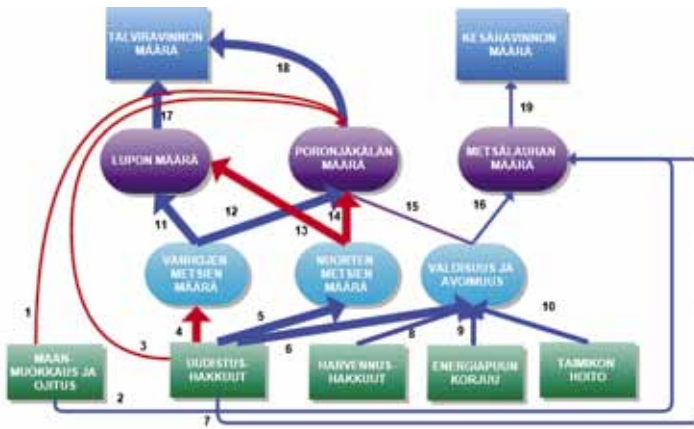 TALVIRAVINNON
MÄÄRÄ
KESÄRAVINNON
MÄÄRÄ
18
17
19
LUPON MÄÄRÄ
PORONJÄKÄLÄN
MÄÄRÄ
METSÄLAUHAN
MÄÄRÄ
11
12
13
14
15
16
VANHOJEN
METSIEN
MÄÄRÄ
NUORTEN
METSIEN
MÄÄRÄ
VALOISUUS JA
AVOIMUUS
1
3
4
5
6
8
9
10
MAAN-
MUOKKAUS JA
OJITUS
UUDISTUS-
HAKKUUT
HARVENNUS-
HAKKUUT
ENERGIAPUUN
KORJUU
TAIMIKON
HOITO
2
7